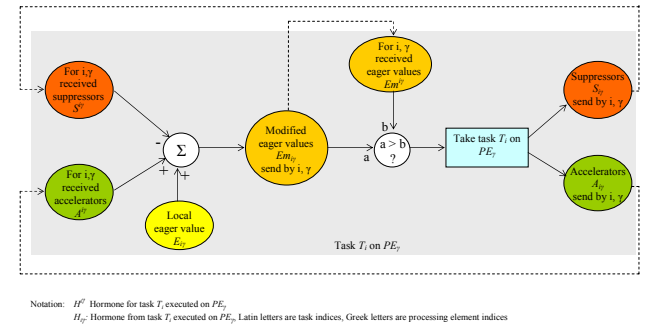 For i,γ
received
suppressors
S^iγ
For i,γ
received
accelerators
A^iγ
-
+
+
Σ
Local
eager value
E_iγ
Modified
eager values
Em_iγ
send by i, γ
For i, γ
received
eager values
Em^iγ
b
a
a > b
?
Take task T_i on
PE_γ
Suppressors
S_iγ
send by i, γ
Accelerators
A_iγ
send by i, γ
Task T_i on PE_γ
Notation: H^iγ Hormone for task T_i executed on PE_γ
H_iγ: Hormone from task T_i executed on PE_γ, Latin letters are task indices, Greek letters are processing element indices